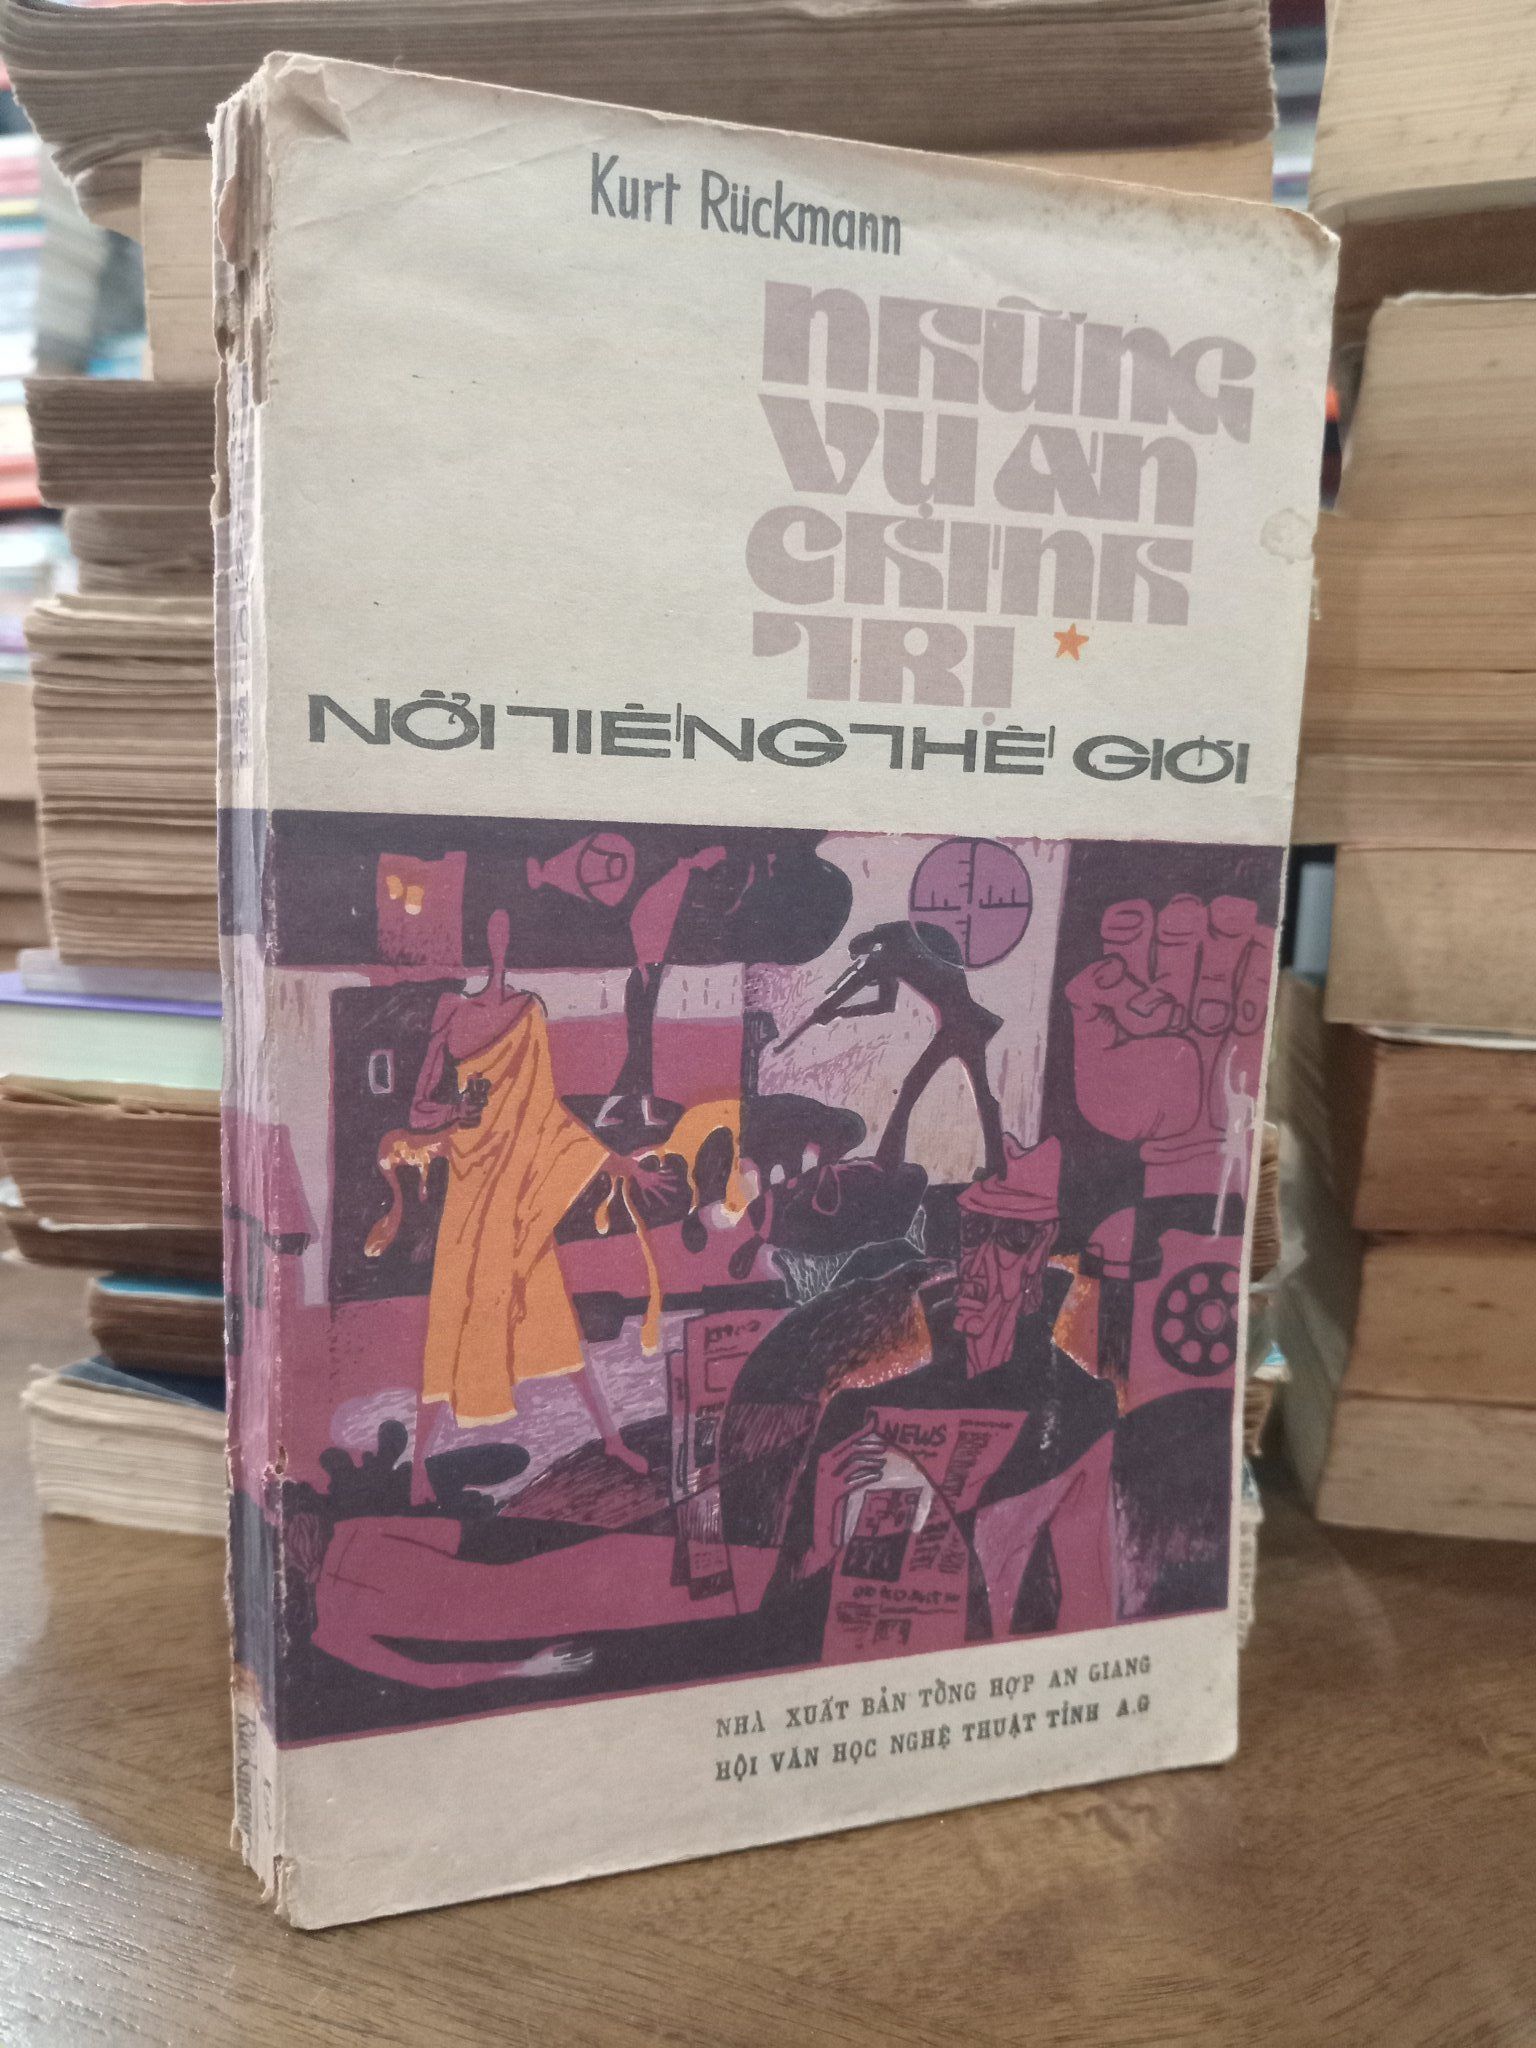 Kurt Rückmann
NHỮNG
VỤ ÁN
CHÍNH
TRỊ
NỔI TIẾNG THẾ GIỚI
NEWS
NHÀ XUẤT BẢN TỔNG HỢP AN GIANG
HỘI VĂN HỌC NGHỆ THUẬT TỈNH A.G
Rückmann